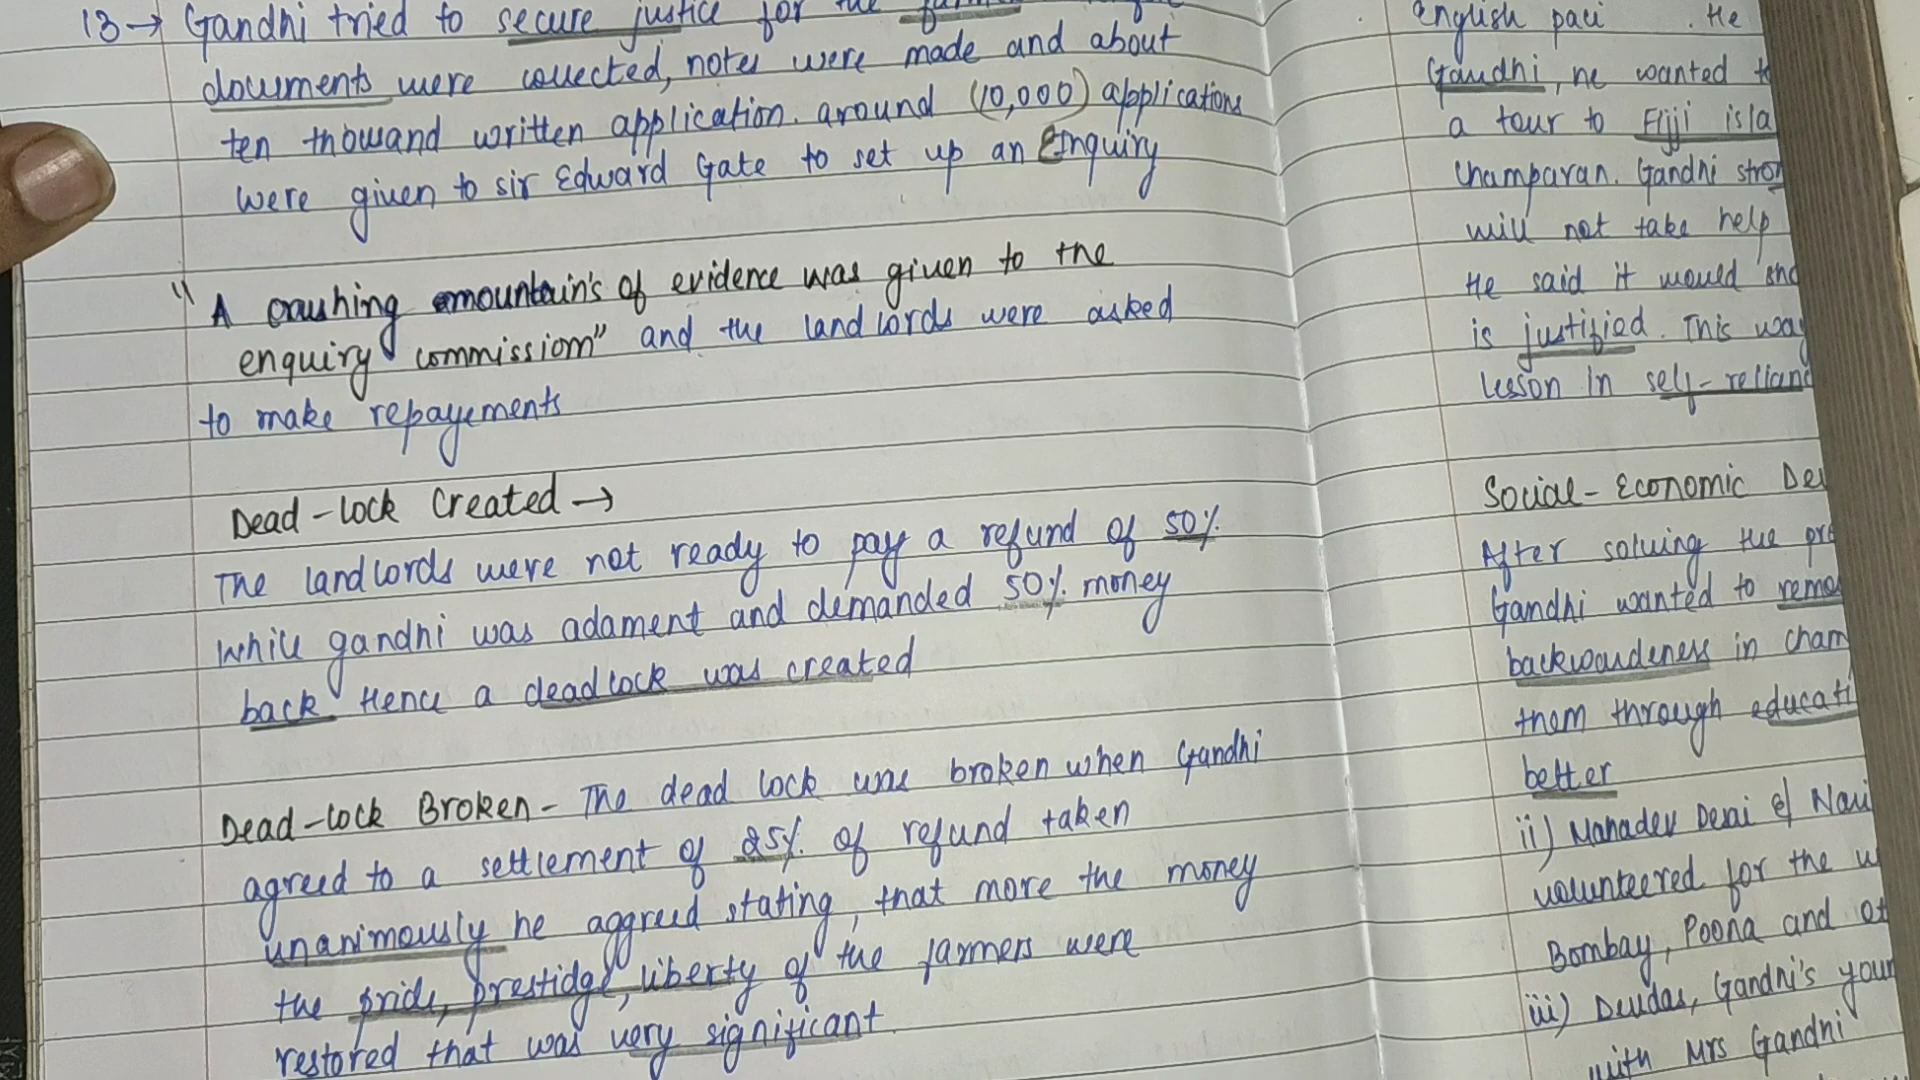 13→ Gandhi tried to secure justice for the
documents were collected, notes were made and about
ten thowand written application. around (10,000) applications
were given to sir Edward Gate to set up an Enquiry
" A crushing mountain's of evidence was given to the
enquiry commission" and the landlords were asked
to make repayements
Dead-lock Created →
The landlords were not ready to pay a refund of 50%
while gandhi was adament and demanded 50% money
back Hence a deadlock was created
Dead-lock Broken - The dead lock was broken when Gandhi
agreed to a settlement of 25% of refund taken
unanimously he aggreed stating, that more the money
the pride, prestidge, liberty of the farmers were
restored that was very significant.
english . He
Gandhi, he wanted
a tour to Fijji isla
champaran. Gandhi stron
will not take help
He said it would
is justified. This way
lesson in self-relianc
Social-Economic De
After solving the pr
Gandhi wanted to remo
backwardeness in cham
them through educati
better
ii) Mahadev Desai & Nar
volunteered for the w
Bombay, Poona and ot
iii) Devdas, Gandhi's youn
with Mrs Gandhi